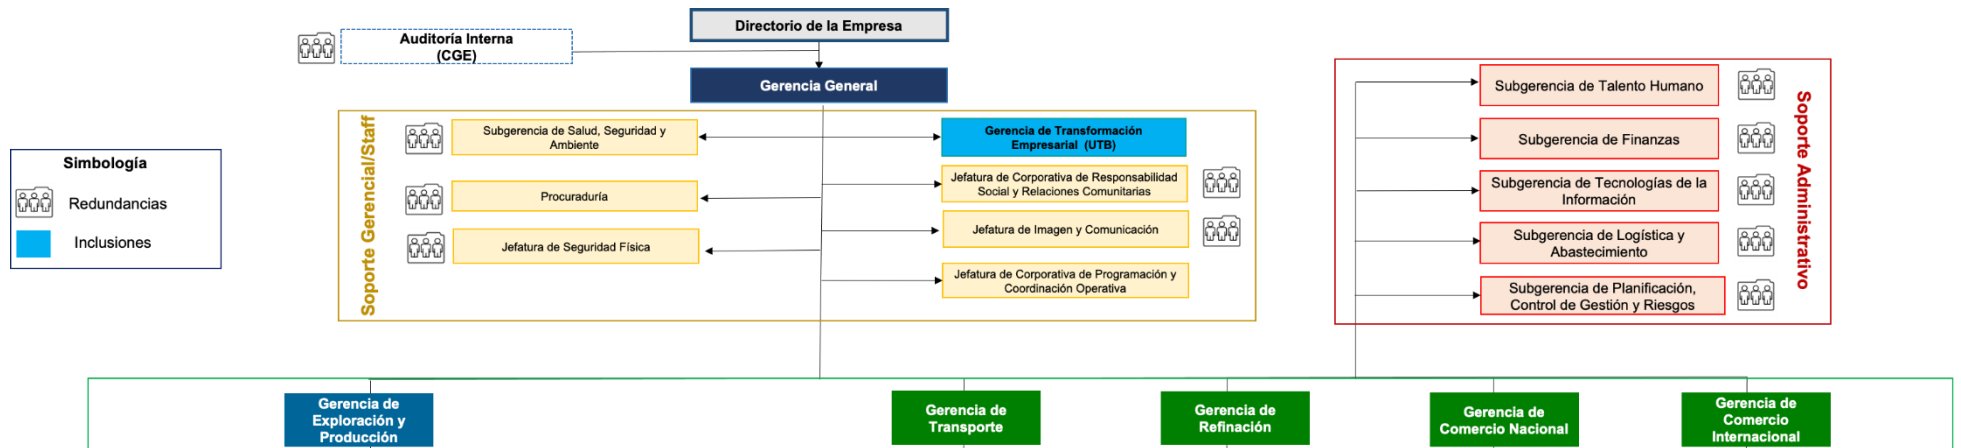 Directorio de la Empresa
Auditoría Interna
(CGE)
Gerencia General
Simbología
Redundancias
Inclusiones
Soporte Gerencial/Staff
Subgerencia de Salud, Seguridad y
Ambiente
Procuraduría
Jefatura de Seguridad Física
Gerencia de Transformación
Empresarial (UTB)
Jefatura de Corporativa de Responsabilidad
Social y Relaciones Comunitarias
Jefatura de Imagen y Comunicación
Jefatura de Corporativa de Programación y
Coordinación Operativa
Subgerencia de Talento Humano
Subgerencia de Finanzas
Subgerencia de Tecnologías de la
Información
Subgerencia de Logística y
Abastecimiento
Subgerencia de Planificación,
Control de Gestión y Riesgos
Soporte Administrativo
Gerencia de
Exploración y
Producción
Gerencia de
Transporte
Gerencia de
Refinación
Gerencia de
Comercio Nacional
Gerencia de
Comercio
Internacional